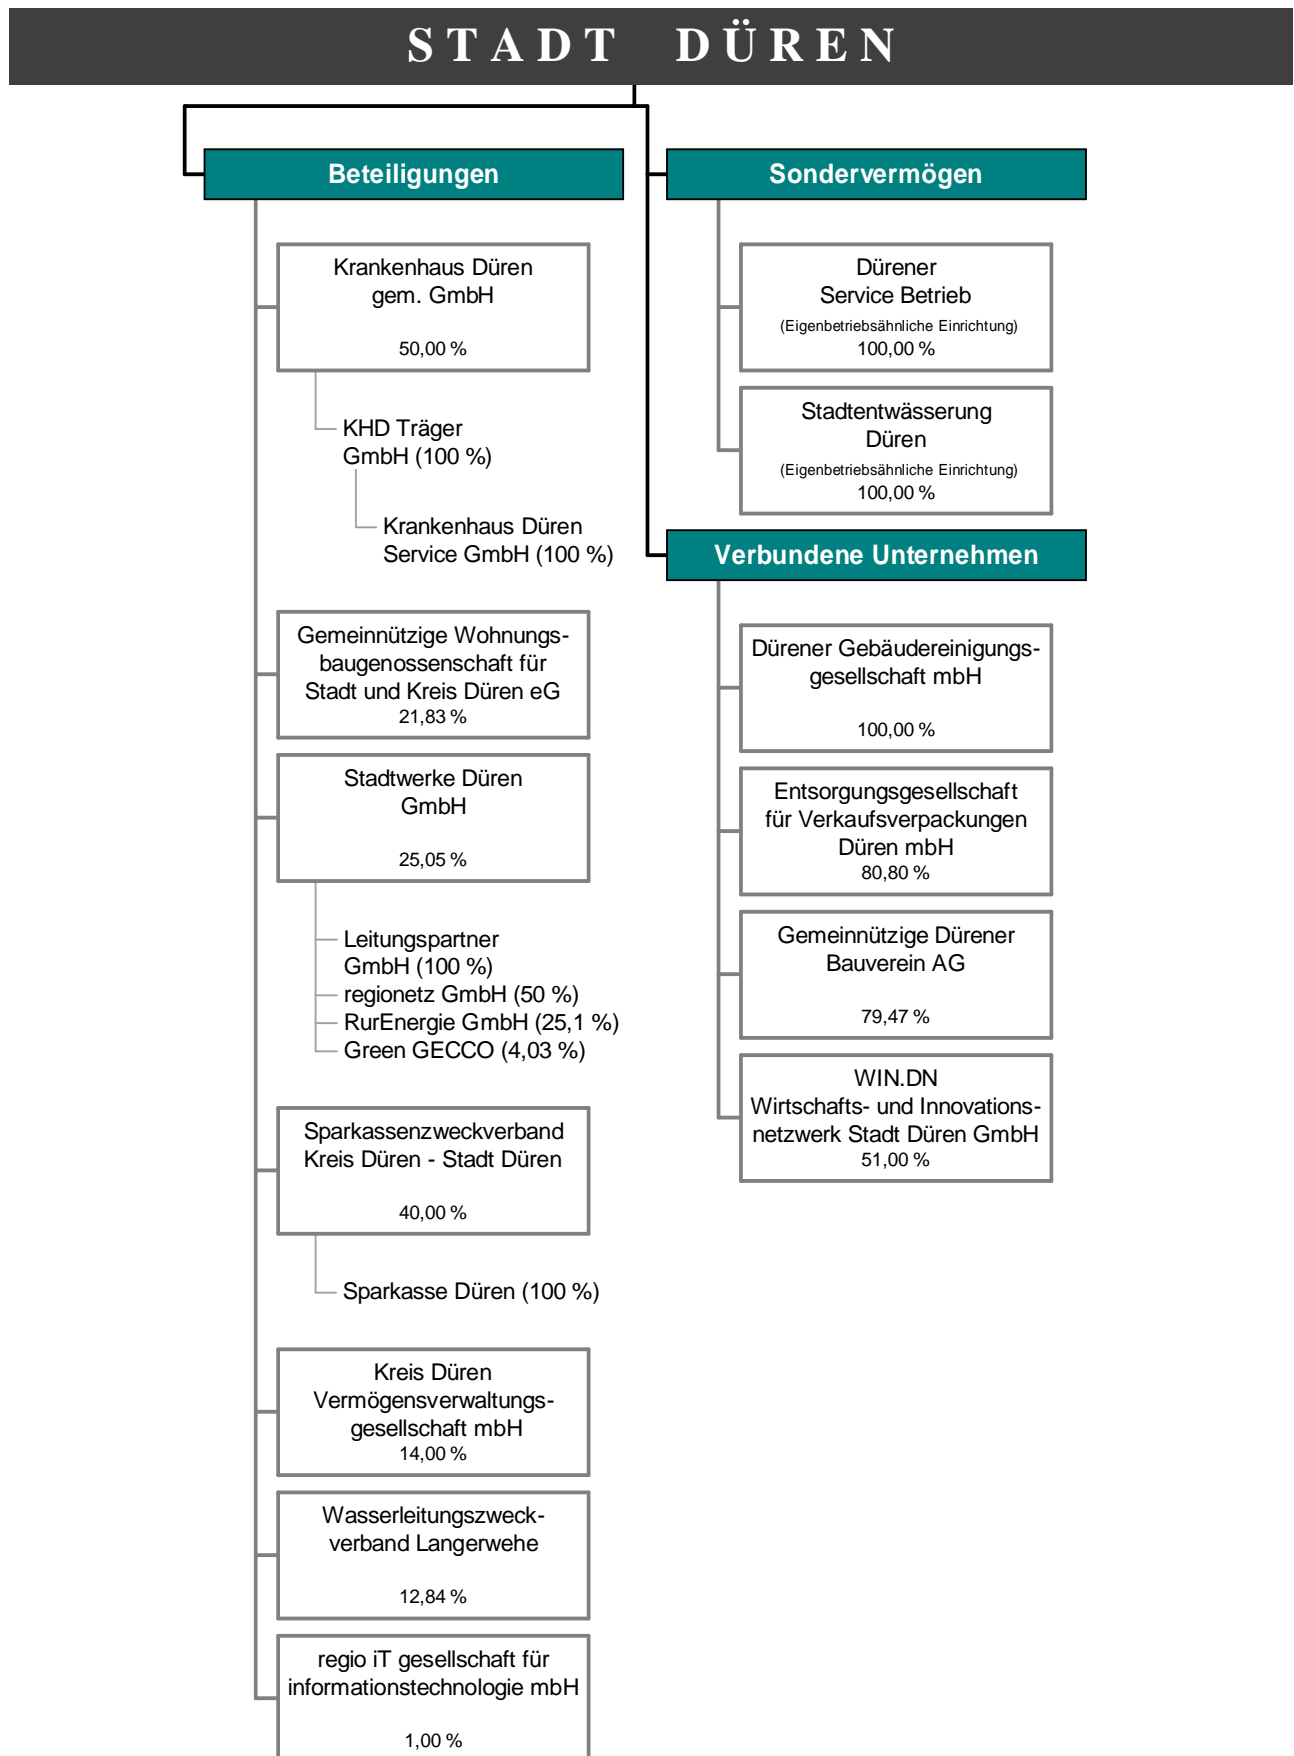 STADT DÜREN
Beteiligungen
Krankenhaus Düren
gem. GmbH
50,00 %
KHD Träger
GmbH (100 %)
Krankenhaus Düren
Service GmbH (100 %)
Gemeinnützige Wohnungs-
baugenossenschaft für
Stadt und Kreis Düren eG
21,83 %
Stadtwerke Düren
GmbH
25,05 %
Leitungspartner
GmbH (100 %)
regionetz GmbH (50 %)
RurEnergie GmbH (25,1 %)
Green GECCO (4,03 %)
Sparkassenzweckverband
Kreis Düren - Stadt Düren
40,00 %
Sparkasse Düren (100 %)
Kreis Düren
Vermögensverwaltungs-
gesellschaft mbH
14,00 %
Wasserleitungszweck-
verband Langerwehe
12,84 %
regio iT gesellschaft für
informationstechnologie mbH
1,00 %
Sondervermögen
Dürener
Service Betrieb
(Eigenbetriebsähnliche Einrichtung)
100,00 %
Stadtentwässerung
Düren
(Eigenbetriebsähnliche Einrichtung)
100,00 %
Verbundene Unternehmen
Dürener Gebäudereinigungs-
gesellschaft mbH
100,00 %
Entsorgungsgesellschaft
für Verkaufsverpackungen
Düren mbH
80,80 %
Gemeinnützige Dürener
Bauverein AG
79,47 %
WIN.DN
Wirtschafts- und Innovations-
netzwerk Stadt Düren GmbH
51,00 %